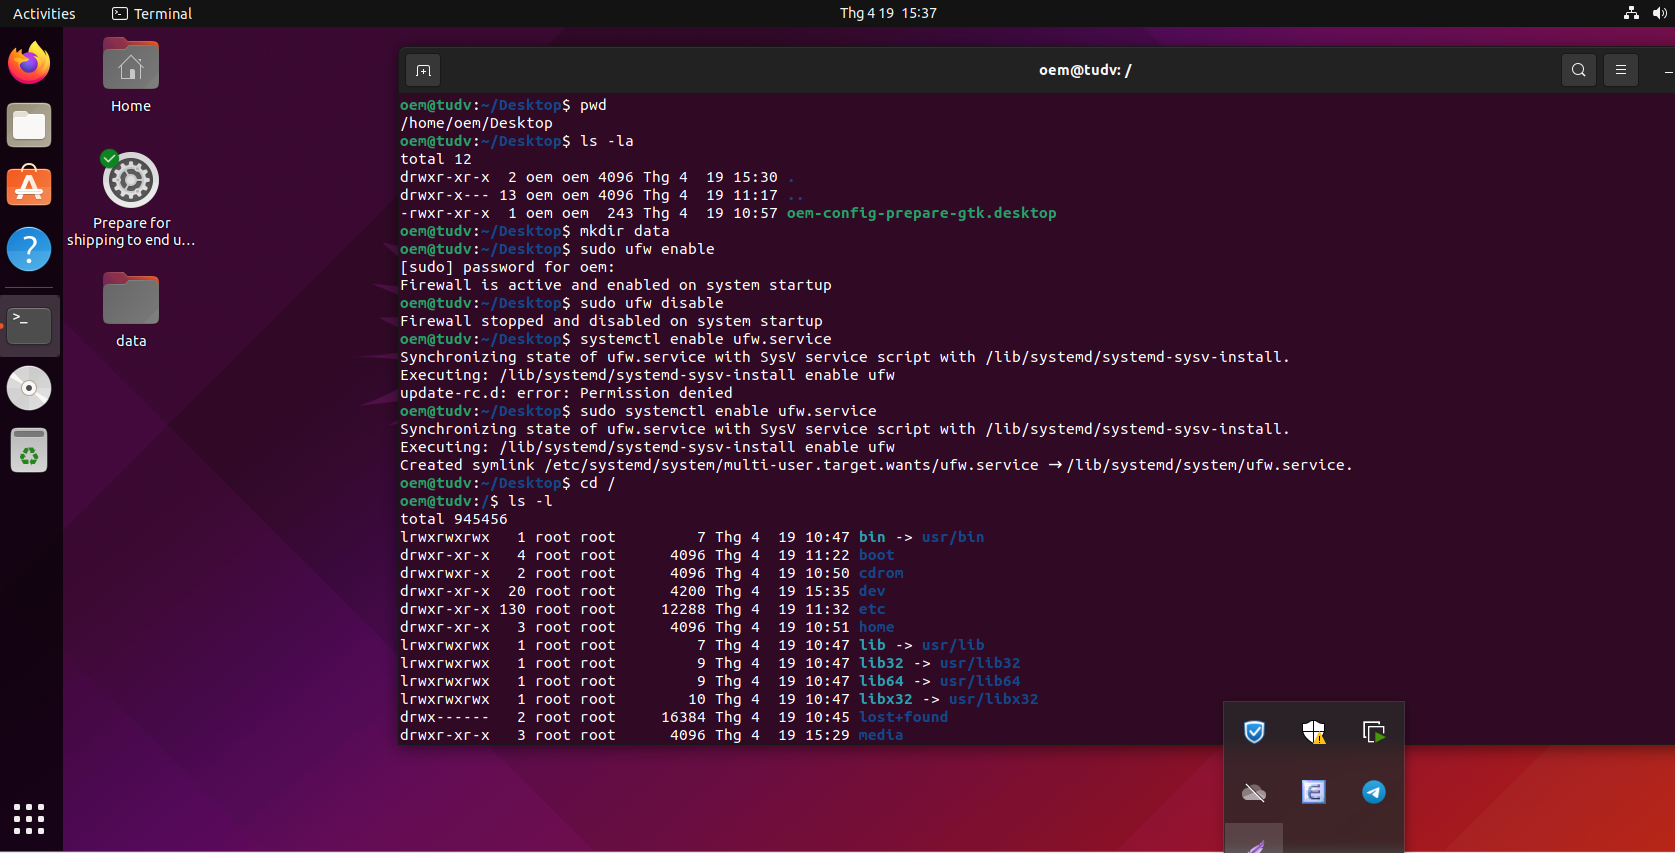 Activities
Terminal
Thg 4 19 15:37
Home
Prepare for
shipping to end u...
data
oem@tudv: /
oem@tudv:~/Desktop$ pwd
/home/oem/Desktop
oem@tudv:~/Desktop$ ls -la
total 12
drwxr-xr-x  2 oem oem 4096 Thg 4  19 15:30 .
drwxr-x--- 13 oem oem 4096 Thg 4  19 11:17 ..
-rwxr-xr-x  1 oem oem  243 Thg 4  19 10:57 oem-config-prepare-gtk.desktop
oem@tudv:~/Desktop$ mkdir data
oem@tudv:~/Desktop$ sudo ufw enable
[sudo] password for oem:
Firewall is active and enabled on system startup
oem@tudv:~/Desktop$ sudo ufw disable
Firewall stopped and disabled on system startup
oem@tudv:~/Desktop$ systemctl enable ufw.service
Synchronizing state of ufw.service with SysV service script with /lib/systemd/systemd-sysv-install.
Executing: /lib/systemd/systemd-sysv-install enable ufw
update-rc.d: error: Permission denied
oem@tudv:~/Desktop$ sudo systemctl enable ufw.service
Synchronizing state of ufw.service with SysV service script with /lib/systemd/systemd-sysv-install.
Executing: /lib/systemd/systemd-sysv-install enable ufw
Created symlink /etc/systemd/system/multi-user.target.wants/ufw.service → /lib/systemd/system/ufw.service.
oem@tudv:~/Desktop$ cd /
oem@tudv:/$ ls -l
total 945456
lrwxrwxrwx   1 root root         7 Thg 4  19 10:47 bin -> usr/bin
drwxr-xr-x   4 root root      4096 Thg 4  19 11:22 boot
drwxrwxr-x   2 root root      4096 Thg 4  19 10:50 cdrom
drwxr-xr-x  20 root root      4200 Thg 4  19 15:35 dev
drwxr-xr-x 130 root root     12288 Thg 4  19 11:32 etc
drwxr-xr-x   3 root root      4096 Thg 4  19 10:51 home
lrwxrwxrwx   1 root root         7 Thg 4  19 10:47 lib -> usr/lib
lrwxrwxrwx   1 root root         9 Thg 4  19 10:47 lib32 -> usr/lib32
lrwxrwxrwx   1 root root         9 Thg 4  19 10:47 lib64 -> usr/lib64
lrwxrwxrwx   1 root root        10 Thg 4  19 10:47 libx32 -> usr/libx32
drwx------   2 root root     16384 Thg 4  19 10:45 lost+found
drwxr-xr-x   3 root root      4096 Thg 4  19 15:29 media